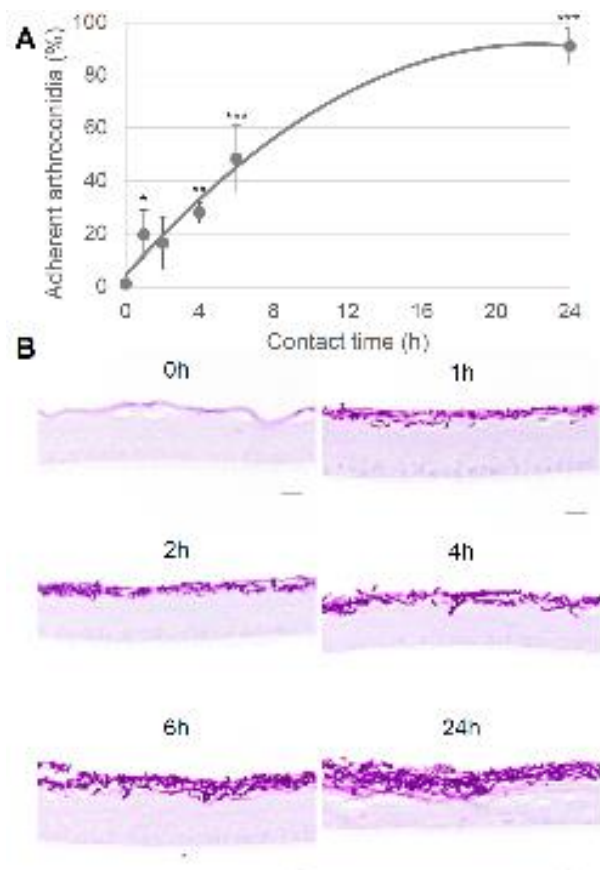 A
Adherent arthroconidia (%)
100
80
60
40
20
0
*
**
***
***
0
4
8
12
16
20
24
Contact time (h)
B
0h
1h
2h
4h
6h
24h